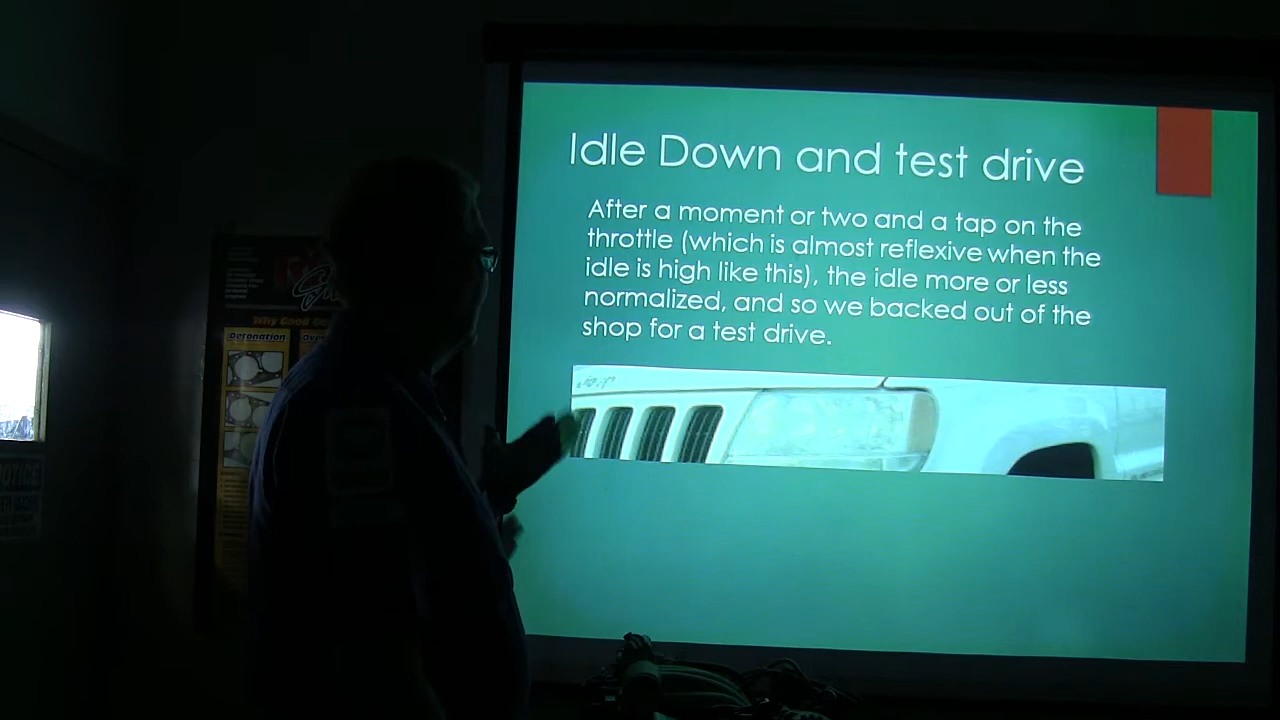 Idle Down and test drive
After a moment or two and a tap on the
throttle (which is almost reflexive when the
idle is high like this), the idle more or less
normalized, and so we backed out of the
shop for a test drive.
Jeep
Why Good
Detonation
NOTICE